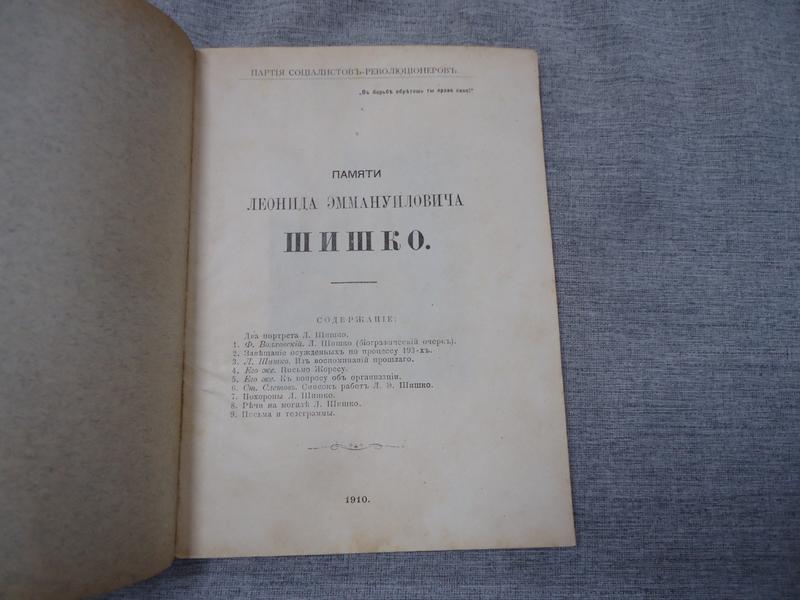 ПАРТІЯ СОЦІАЛИСТОВЪ-РЕВОЛЮЦІОНЕРОВЪ.
„Въ борьбѣ обрѣтешь ты право свое!“
ПАМЯТИ
ЛЕОНИДА ЭММАНУИЛОВИЧА
ШИШКО.
СОДЕРЖАНІЕ:
Два портрета Л. Шишко.
1. Ф. Волховскій. Л. Шишко (біографическій очеркъ).
2. Завѣщаніе осужденныхъ по процессу 193-хъ.
3. Л. Шишко. Изъ воспоминаній прошлаго.
4. Его же. Письмо Жоресу.
5. Его же. Къ вопросу объ организаціи.
6. Ст. Слетовъ. Списокъ работъ Л. Э. Шишко.
7. Похороны Л. Шишко.
8. Рѣчи на могилѣ Л. Шишко.
9. Письма и телеграммы.
1910.